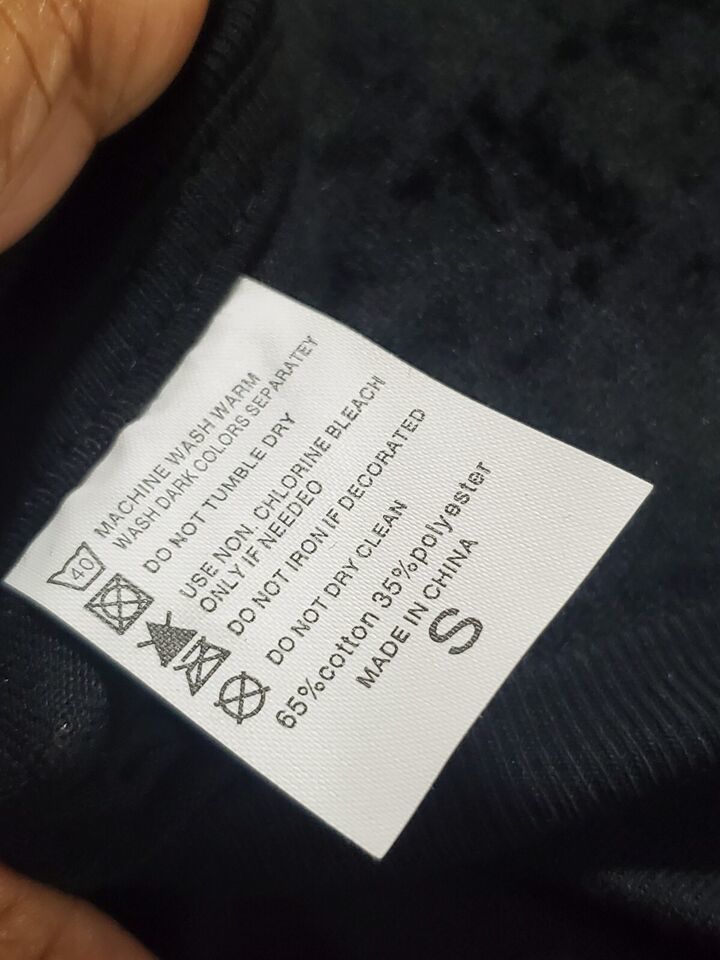 MACHINE WASH WARM
WASH DARK COLORS SEPARATEY
DO NOT TUMBLE DRY
USE NON CHLORINE BLEACH
ONLY IF NEEDED
DO NOT IRON IF DECORATED
DO NOT DRY CLEAN
65%cotton 35%polyester
MADE IN CHINA
S
40